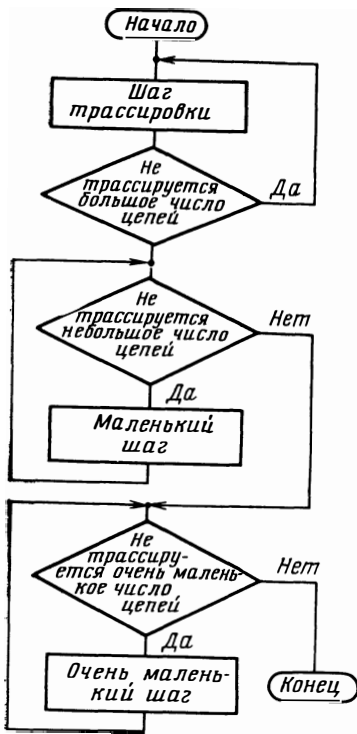 Начало
Шаг
трассировки
Не
трассируется
большое число
цепей
Да
Не
трассируется
небольшое число
цепей
Нет
Да
Маленький
шаг
Не
трассиру-
ется очень малень-
кое число
цепей
Нет
Да
Очень малень-
кий шаг
Конец